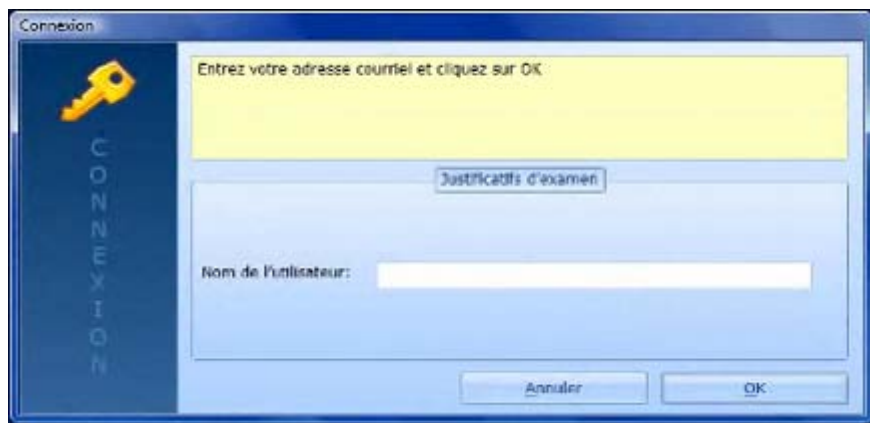 Connexion
Entrez votre adresse courriel et cliquez sur OK
CONNEXION
Justificatifs d'examen
Nom de l'utilisateur:
Annuler
OK